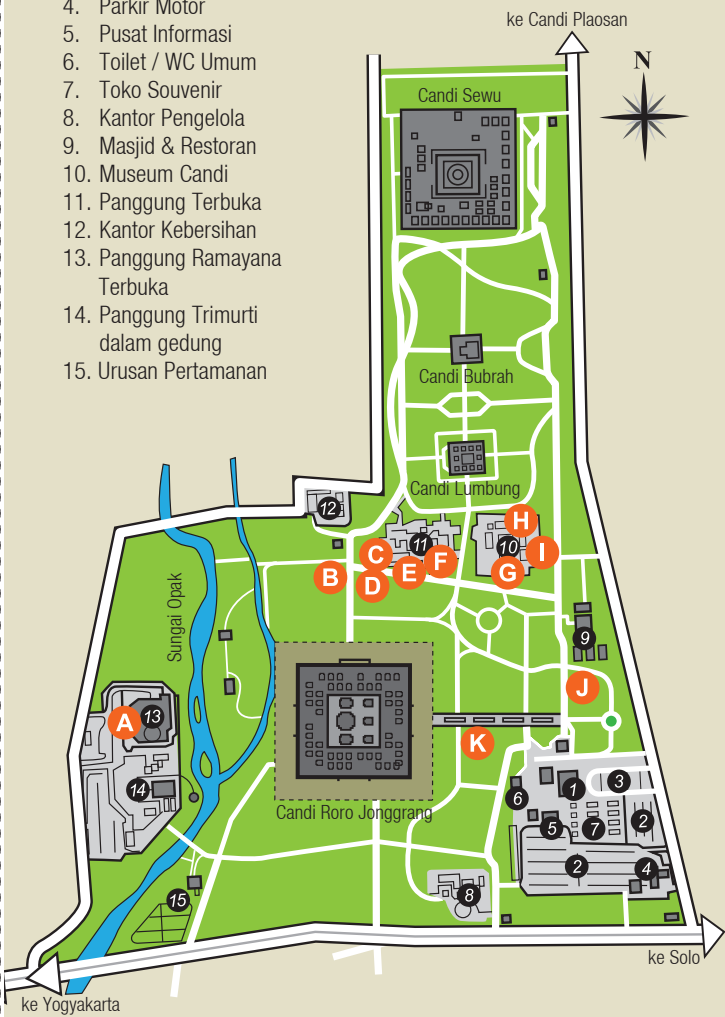 4. Parkir Motor
5. Pusat Informasi
6. Toilet / WC Umum
7. Toko Souvenir
8. Kantor Pengelola
9. Masjid & Restoran
10. Museum Candi
11. Panggung Terbuka
12. Kantor Kebersihan
13. Panggung Ramayana
Terbuka
14. Panggung Trimurti
dalam gedung
15. Urusan Pertamanan
ke Candi Plaosan
N
Candi Sewu
Candi Bubrah
Candi Lumbung
12
11
10
H
C
F
I
B
D
E
G
Sungai Opak
9
J
A
13
K
14
Candi Roro Jonggrang
1
3
6
5
7
2
2
4
8
15
ke Solo
ke Yogyakarta